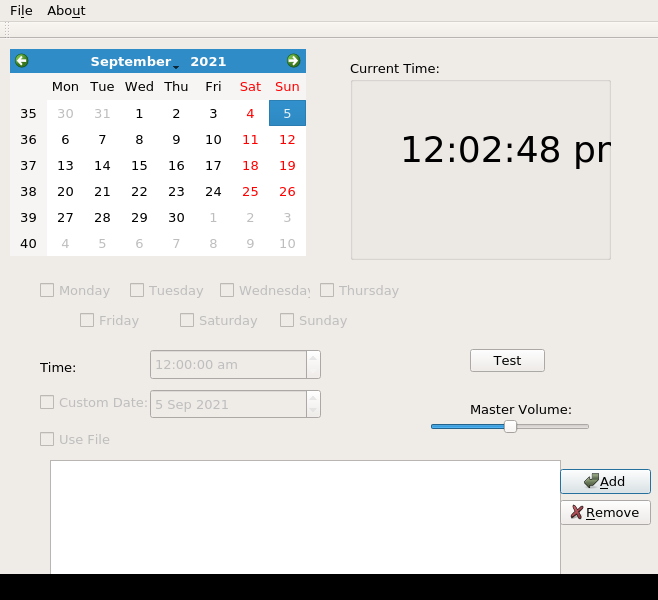 File About
September 2021
Current Time:
Mon Tue Wed Thu Fri Sat Sun
35 30 31 1 2 3 4 5
36 6 7 8 9 10 11 12
37 13 14 15 16 17 18 19
38 20 21 22 23 24 25 26
39 27 28 29 30 1 2 3
40 4 5 6 7 8 9 10
12:02:48 pm
Monday Tuesday Wednesday Thursday
Friday Saturday Sunday
Time: 12:00:00 am
Test
Custom Date: 5 Sep 2021
Master Volume:
Use File
Add
Remove